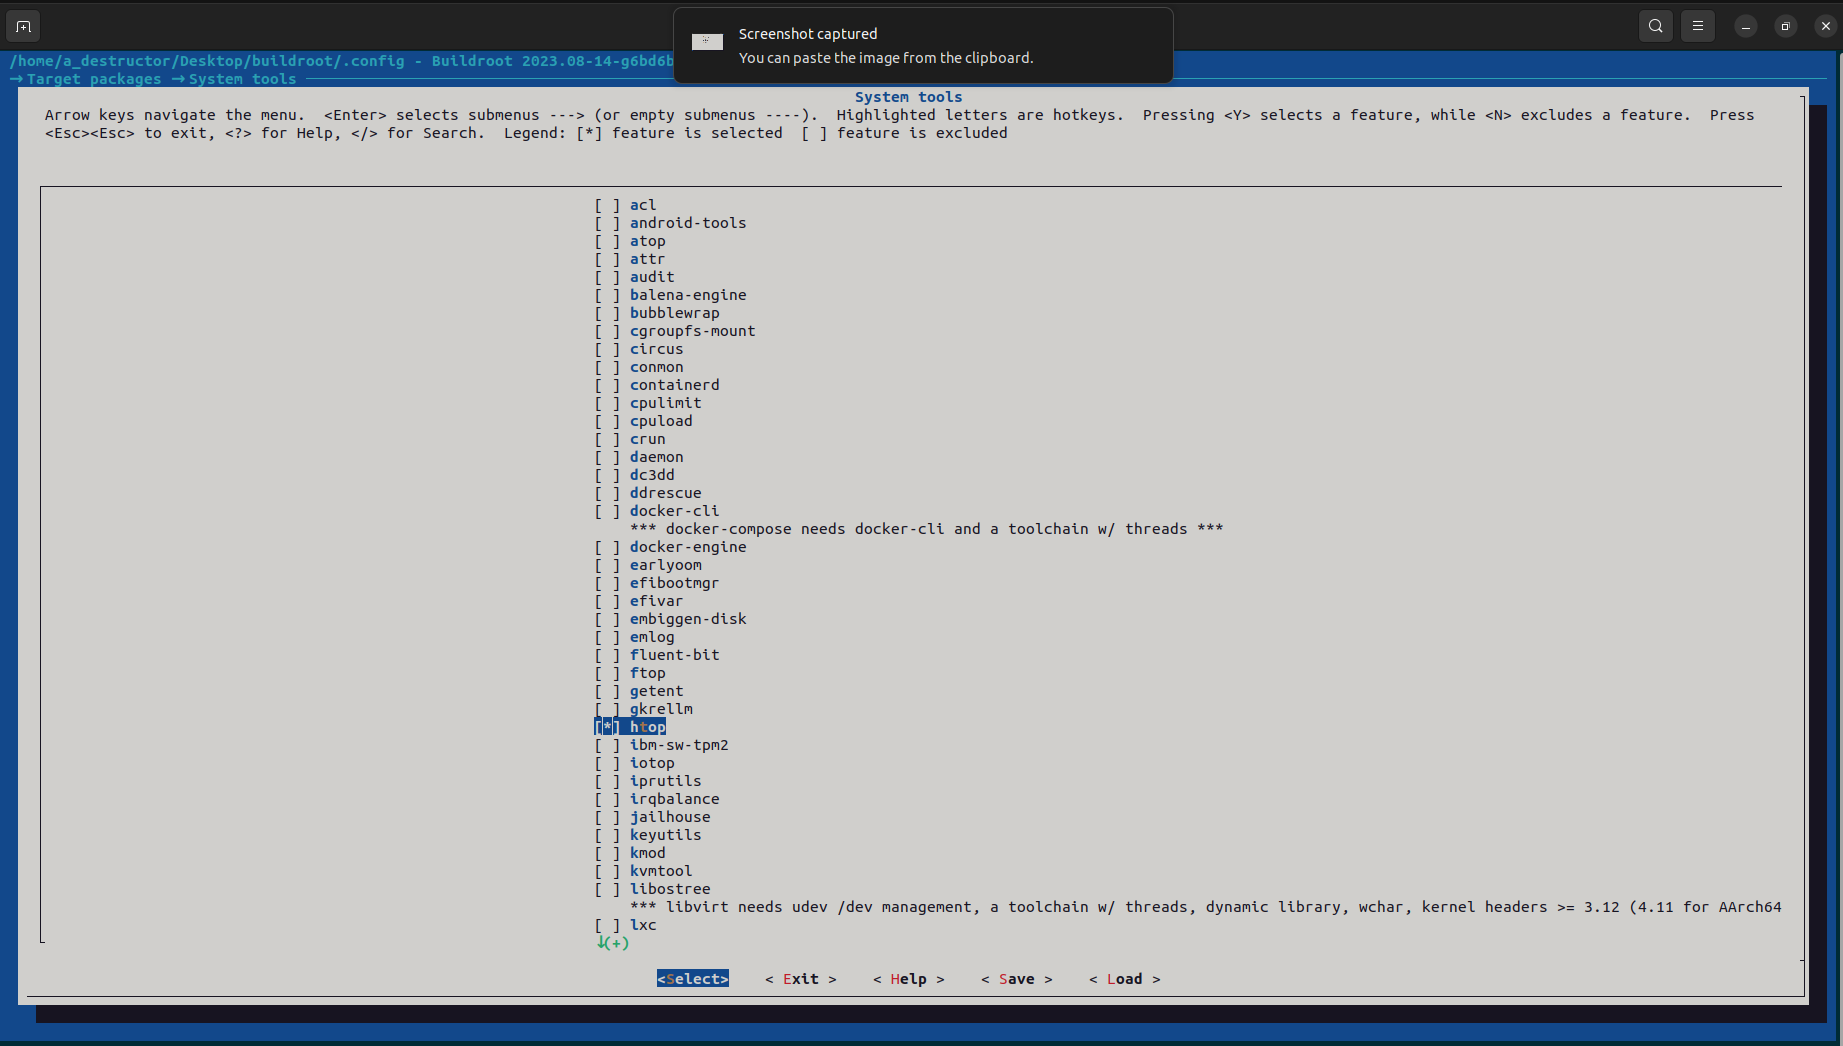 Screenshot captured
You can paste the image from the clipboard.
/home/a_destructor/Desktop/buildroot/.config - Buildroot 2023.08-14-g6bd6b
→ Target packages → System tools
System tools
Arrow keys navigate the menu.  <Enter> selects submenus ---> (or empty submenus ----).  Highlighted letters are hotkeys.  Pressing <Y> selects a feature, while <N> excludes a feature.  Press
<Esc><Esc> to exit, <?> for Help, </> for Search.  Legend: [*] feature is selected  [ ] feature is excluded
[ ] acl
[ ] android-tools
[ ] atop
[ ] attr
[ ] audit
[ ] balena-engine
[ ] bubblewrap
[ ] cgroupfs-mount
[ ] circus
[ ] conmon
[ ] containerd
[ ] cpulimit
[ ] cpuload
[ ] crun
[ ] daemon
[ ] dc3dd
[ ] ddrescue
[ ] docker-cli
*** docker-compose needs docker-cli and a toolchain w/ threads ***
[ ] docker-engine
[ ] earlyoom
[ ] efibootmgr
[ ] efivar
[ ] embiggen-disk
[ ] emlog
[ ] fluent-bit
[ ] ftop
[ ] getent
[ ] gkrellm
[*] htop
[ ] ibm-sw-tpm2
[ ] iotop
[ ] iprutils
[ ] irqbalance
[ ] jailhouse
[ ] keyutils
[ ] kmod
[ ] kvmtool
[ ] libostree
*** libvirt needs udev /dev management, a toolchain w/ threads, dynamic library, wchar, kernel headers >= 3.12 (4.11 for AArch64
[ ] lxc
↓(+)
<Select>    < Exit >    < Help >    < Save >    < Load >